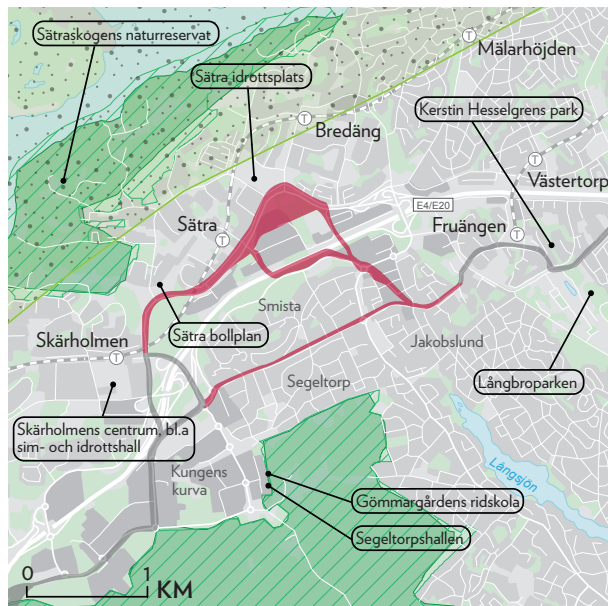 Sätraskogens naturreservat
T
Mälarhöjden
Sätra idrottsplats
Kerstin Hesselgrens park
T
Bredäng
T
Västertorp
E4/E20
Sätra
T
Fruängen
T
Smista
Sätra bollplan
Skärholmen
T
Jakobslund
Segeltorp
Långbroparken
Skärholmens centrum, bl.a
sim- och idrottshall
Kungens
kurva
Långsjön
Gömmargårdens ridskola
Segeltorpshallen
0 1
KM